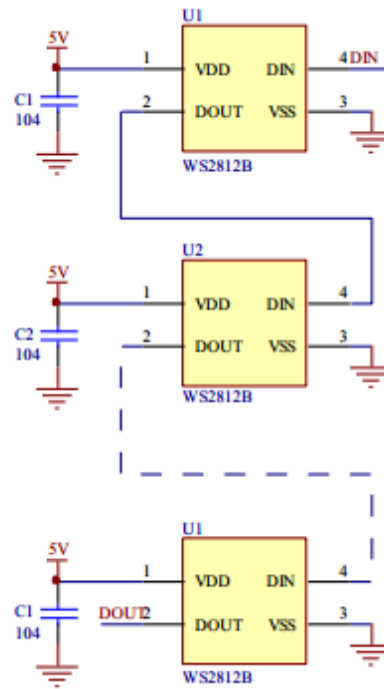 U1
5V
1 VDD DIN 4 DIN
C1
104
2 DOUT VSS 3
WS2812B
U2
5V
1 VDD DIN 4
C2
104
2 DOUT VSS 3
WS2812B
U1
5V
1 VDD DIN 4
C1
104
DOUT 2 DOUT VSS 3
WS2812B